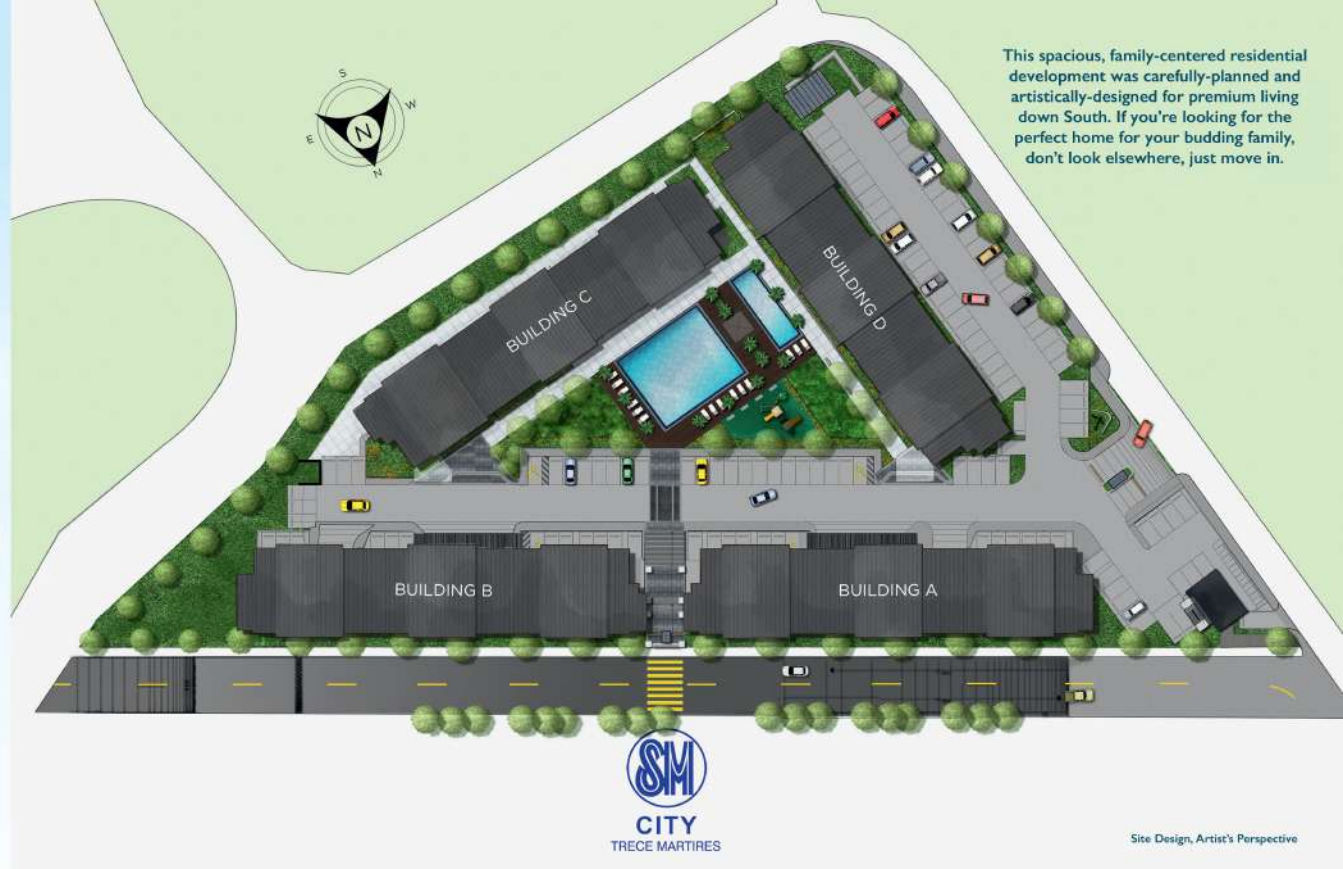 This spacious, family-centered residential
development was carefully-planned and
artistically-designed for premium living
down South. If you're looking for the
perfect home for your budding family,
don't look elsewhere, just move in.
S
W
E
N
N
BUILDING C
BUILDING D
BUILDING B
BUILDING A
SM
CITY
TRECE MARTIRES
Site Design, Artist's Perspective